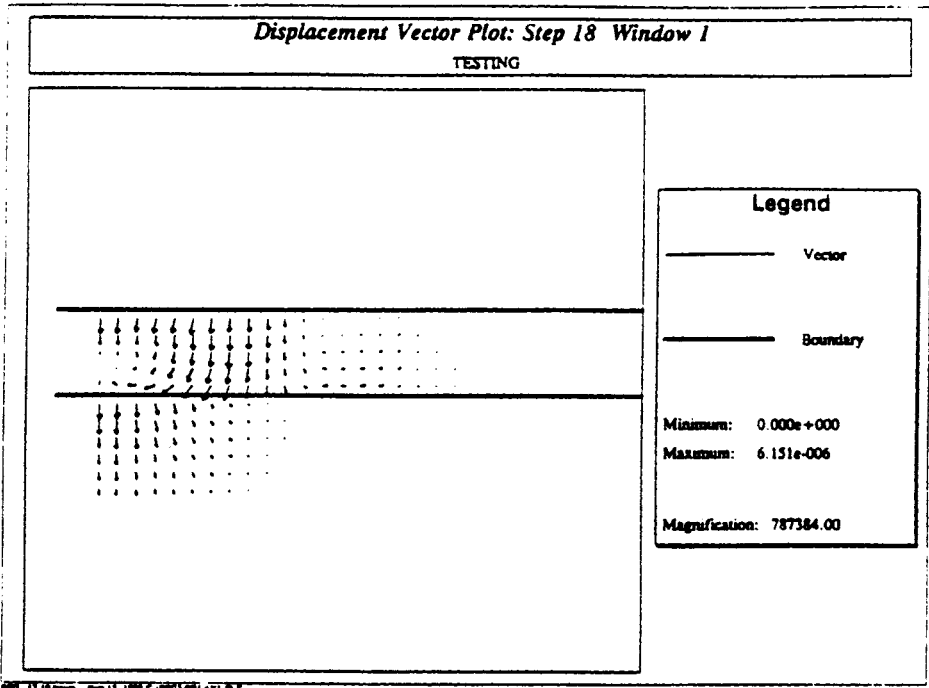 Displacement Vector Plot: Step 18 Window 1
TESTING
Legend
Vector
Boundary
Minimum: 0.000e+000
Maximum: 6.151e-006
Magnification: 787384.00